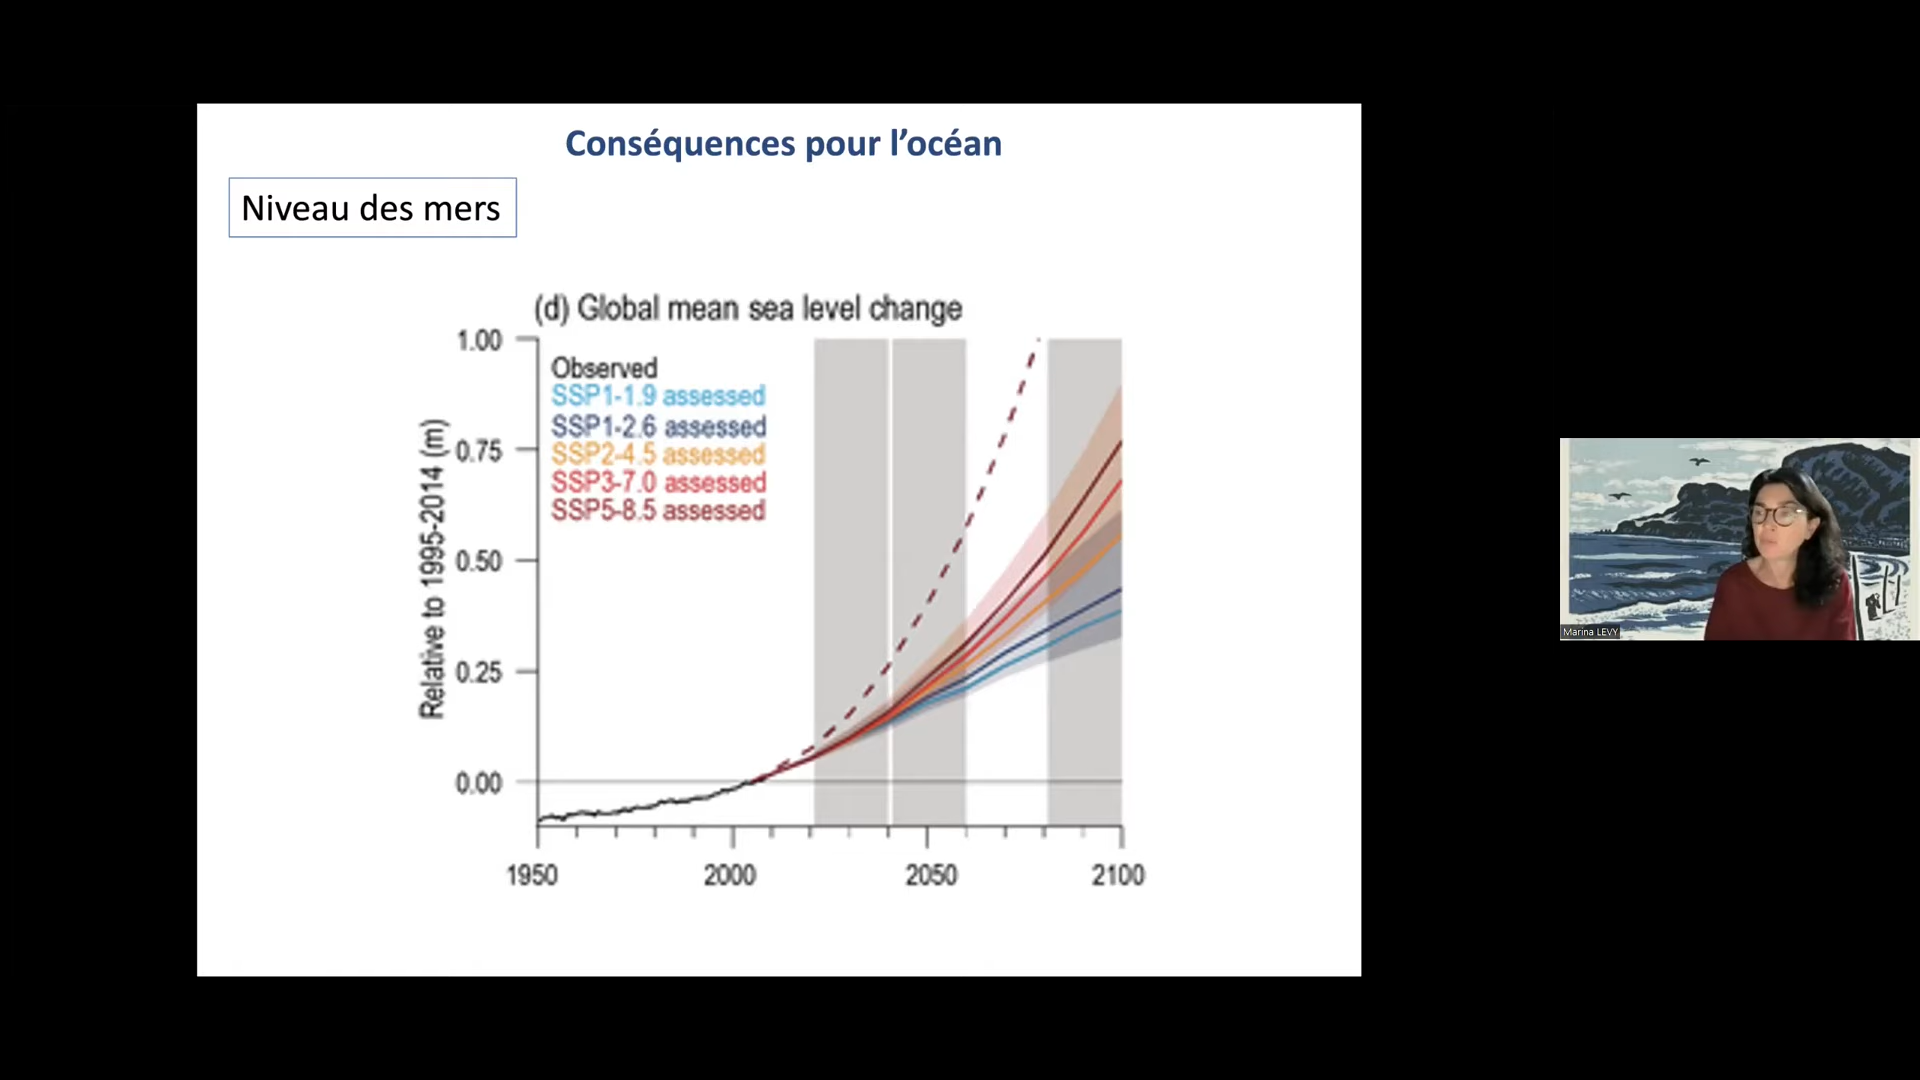 Conséquences pour l'océan
Niveau des mers
(d) Global mean sea level change
Relative to 1995-2014 (m)
1.00
0.75
0.50
0.25
0.00
Observed
SSP1-1.9 assessed
SSP1-2.6 assessed
SSP2-4.5 assessed
SSP3-7.0 assessed
SSP5-8.5 assessed
1950 2000 2050 2100
Marina LEVY